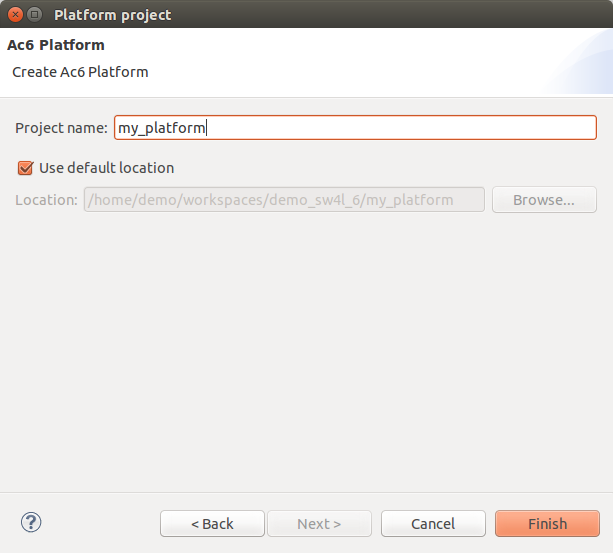 Platform project
Ac6 Platform
Create Ac6 Platform
Project name: my_platform
Use default location
Location: /home/demo/workspaces/demo_sw4l_6/my_platform Browse...
? < Back Next > Cancel Finish